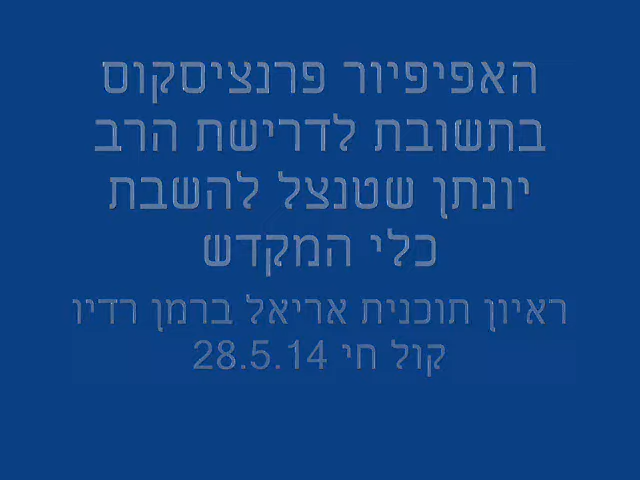 האפיפיור פרנציסקוס
בתשובת לדרישת הרב
יונתן שטנצל להשבת
כלי המקדש
ראיון תוכנית אריאל ברמן רדיו
קול חי 28.5.14